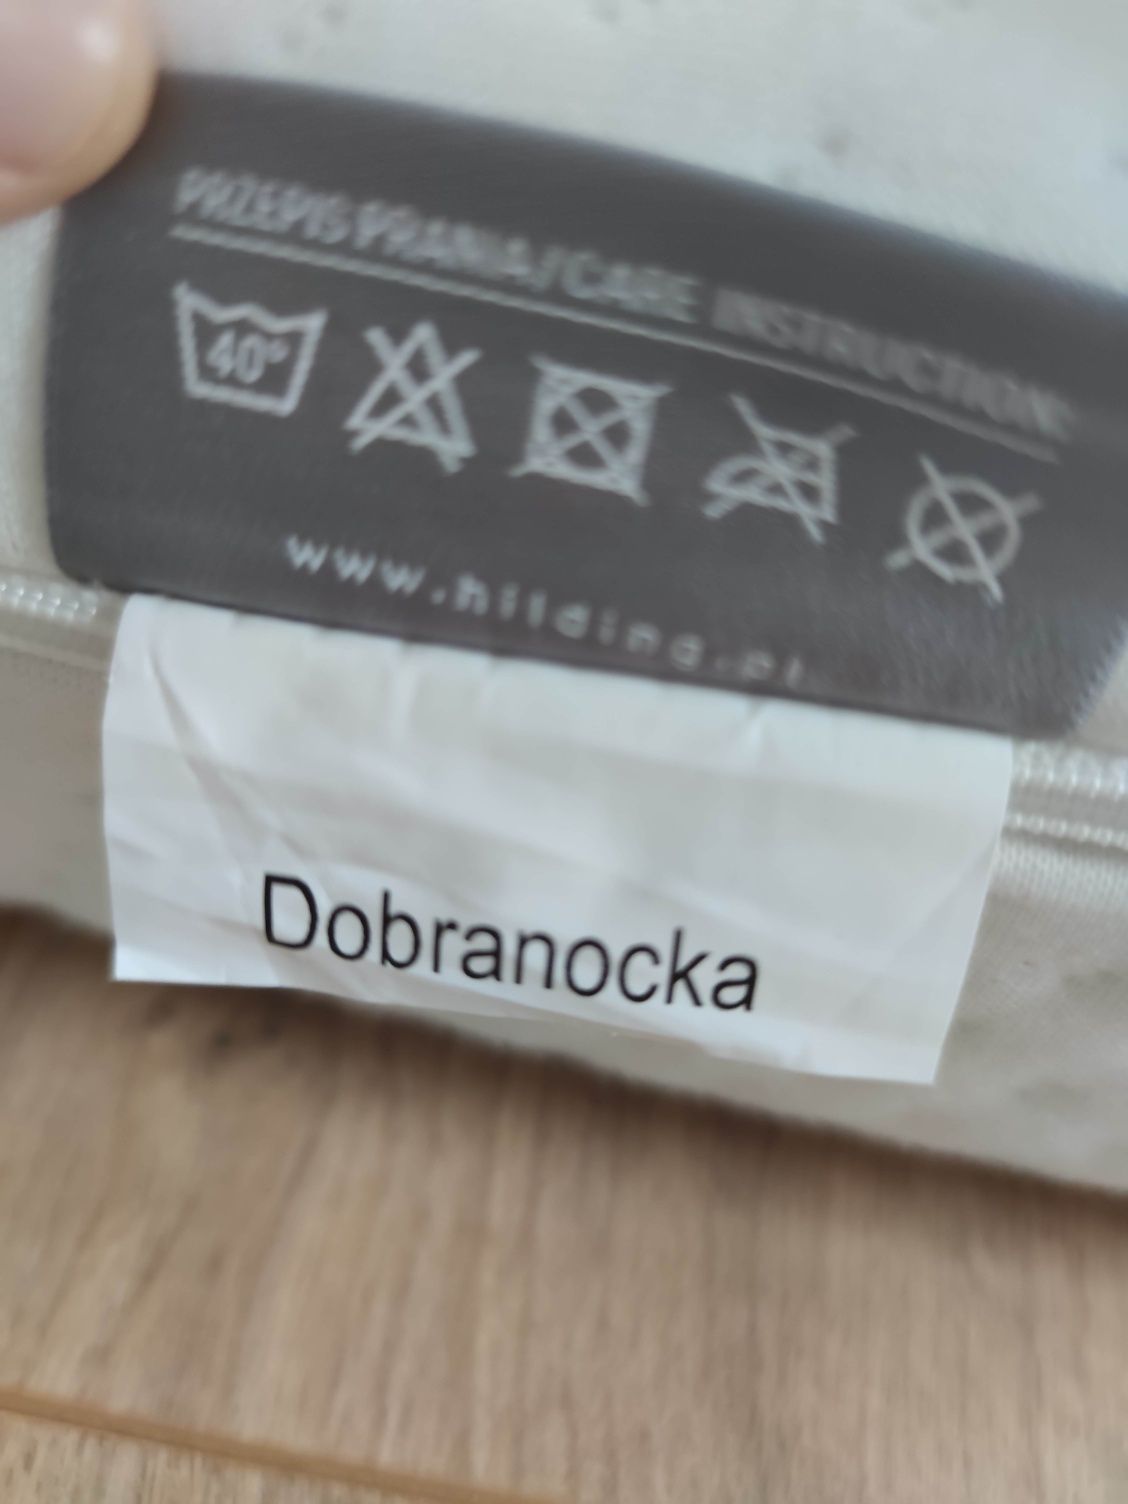 PRZEPIS PRANIA/CARE INSTRUCTION:
40°
www.hilding.pl
Dobranocka